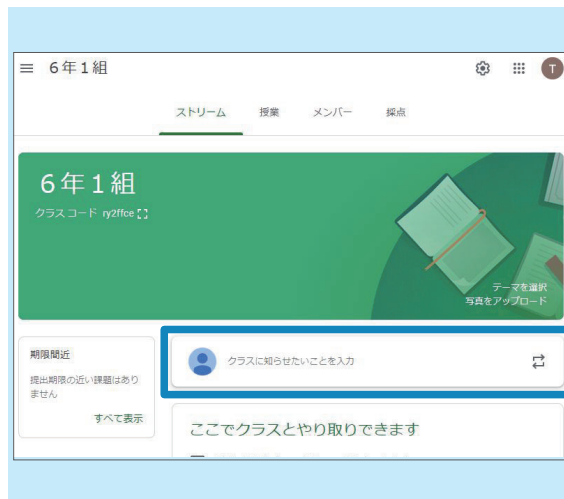 6年1組
T
ストリーム 授業 メンバー 採点
6年1組
クラスコード ry2ffce
テーマを選択
写真をアップロード
期限間近
提出期限の近い課題はあり
ません
すべて表示
クラスに知らせたいことを入力
ここでクラスとやり取りできます